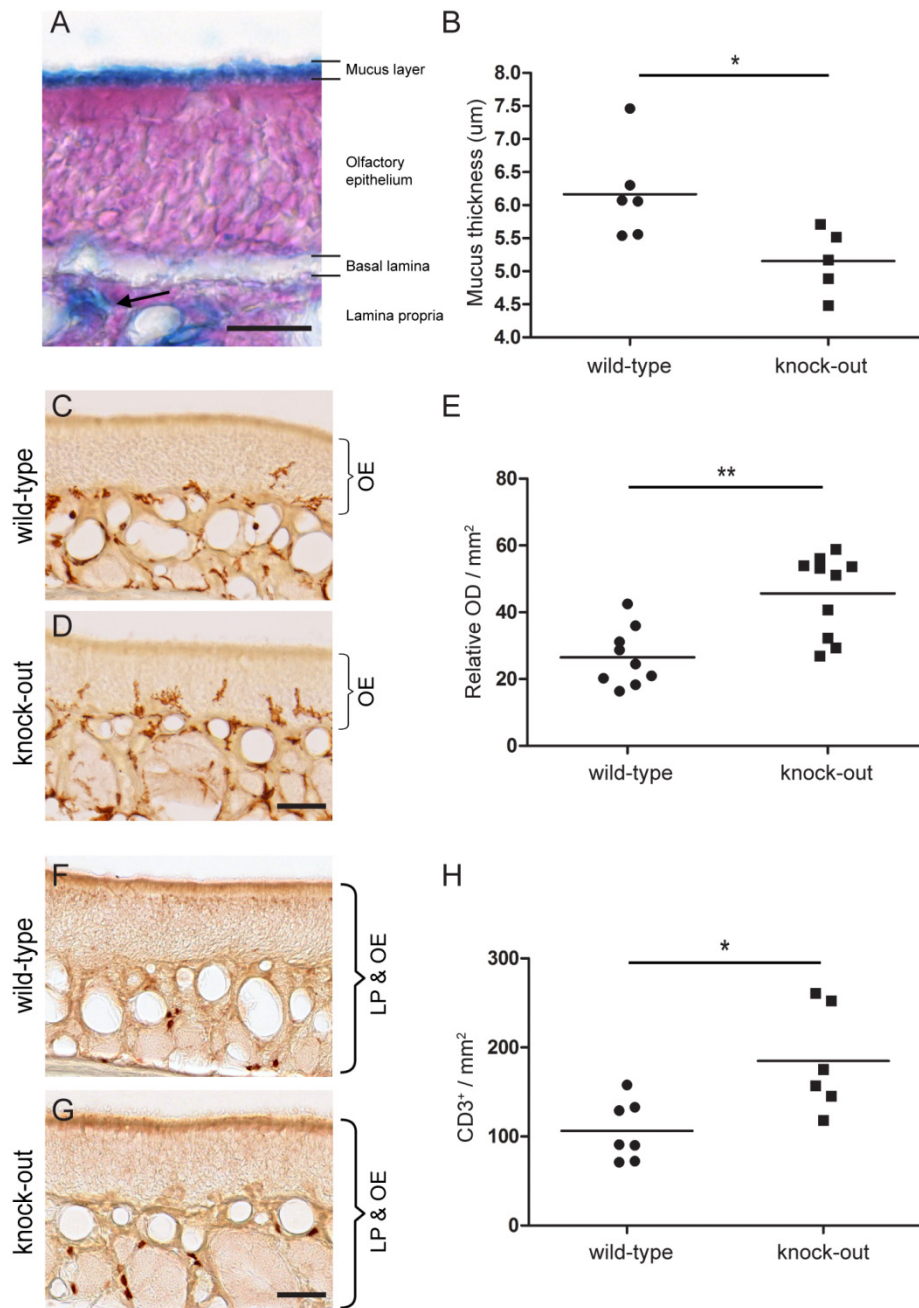 A
Mucus layer
Olfactory
epithelium
Basal lamina
Lamina propria
B
*
Mucus thickness (um)
8.0
7.5
7.0
6.5
6.0
5.5
5.0
4.5
4.0
wild-type
knock-out
C
wild-type
OE
D
knock-out
OE
E
**
Relative OD / mm²
80
60
40
20
0
wild-type
knock-out
F
wild-type
LP & OE
G
knock-out
LP & OE
H
*
CD3⁺ / mm²
300
200
100
0
wild-type
knock-out